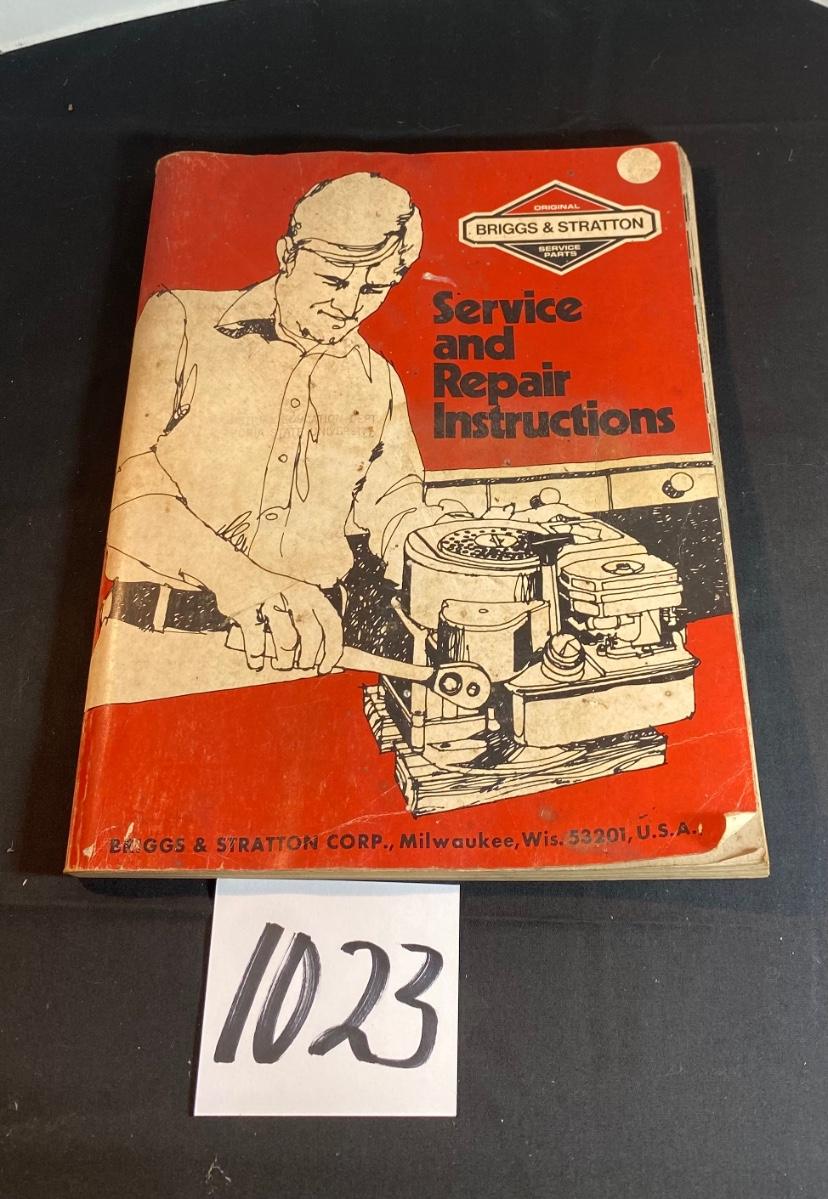 ORIGINAL
BRIGGS & STRATTON
SERVICE
PARTS
Service
and
Repair
Instructions
BRIGGS & STRATTON CORP., Milwaukee, Wis. 53201, U.S.A.
1023